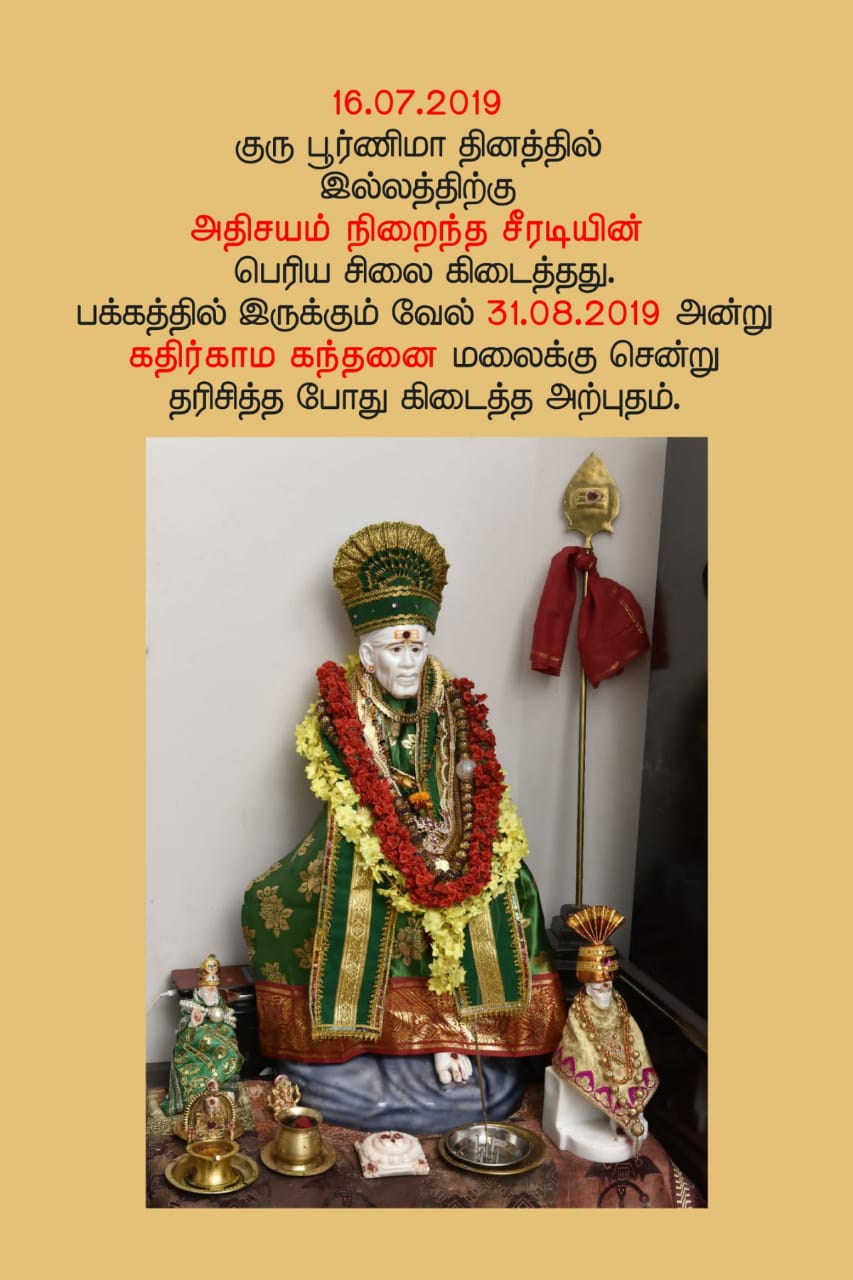 16.07.2019
குரு பூர்ணிமா தினத்தில்
இல்லத்திற்கு
அதிசயம் நிறைந்த சீரடியின்
பெரிய சிலை கிடைத்தது.
பக்கத்தில் இருக்கும் வேல் 31.08.2019 அன்று
கதிர்காம கந்தனை மலைக்கு சென்று
தரிசித்த போது கிடைத்த அற்புதம்.